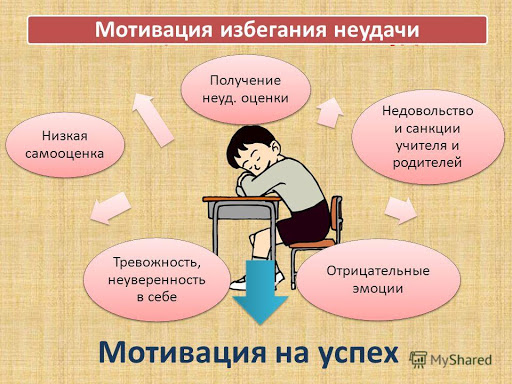 Мотивация избегания неудачи
Получение
неуд. оценки
Недовольство
и санкции
учителя и
родителей
Низкая
самооценка
Тревожность,
неуверенность
в себе
Отрицательные
эмоции
Мотивация на успех
MyShared